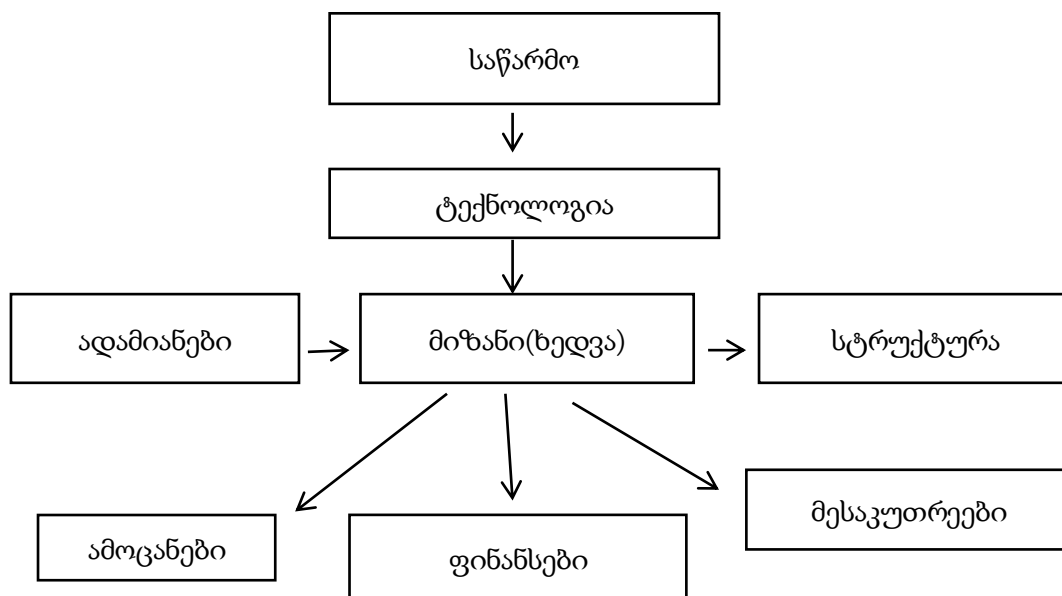 საწარმო
ტექნოლოგია
ადამიანები
მიზანი(ხედვა)
სტრუქტურა
ამოცანები
ფინანსები
მესაკუთრეები